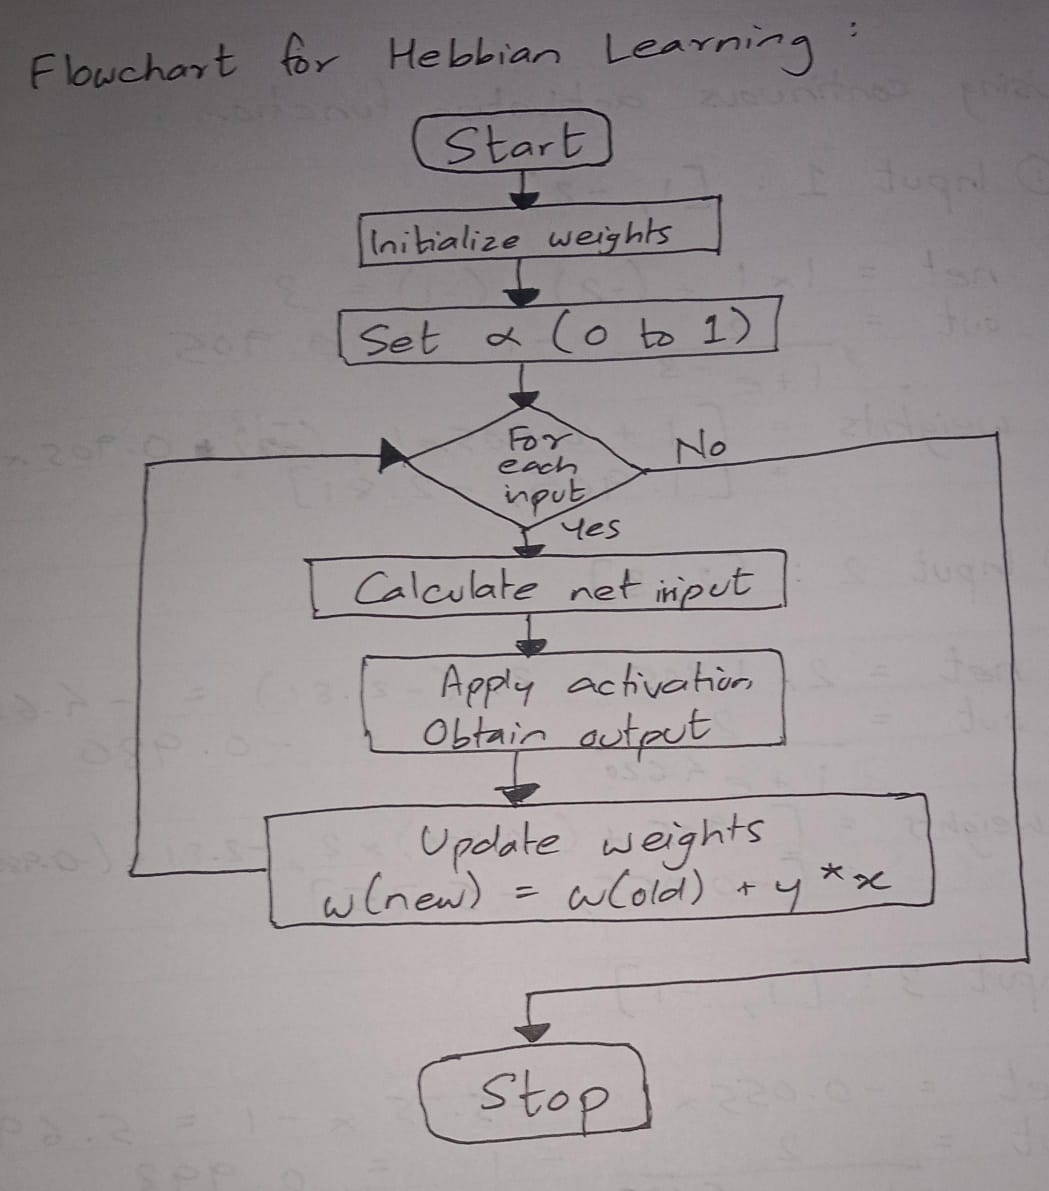 Flowchart for Hebbian Learning :
Start
Initialize weights
Set α (0 to 1)
For
each
input
No
Yes
Calculate net input
Apply activation
Obtain output
Update weights
w(new) = w(old) + y * x
Stop